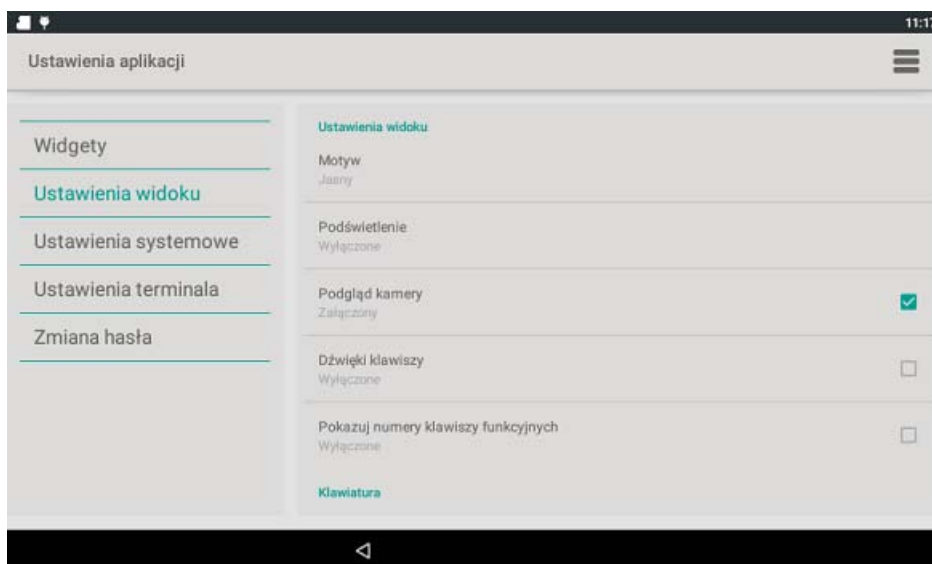 11:17
Ustawienia aplikacji
Widgety
Ustawienia widoku
Ustawienia systemowe
Ustawienia terminala
Zmiana hasła
Ustawienia widoku
Motyw
Jasny
Podświetlenie
Wyłączone
Podgląd kamery
Załączony
Dźwięki klawiszy
Wyłączone
Pokazuj numery klawiszy funkcyjnych
Wyłączone
Klawiatura